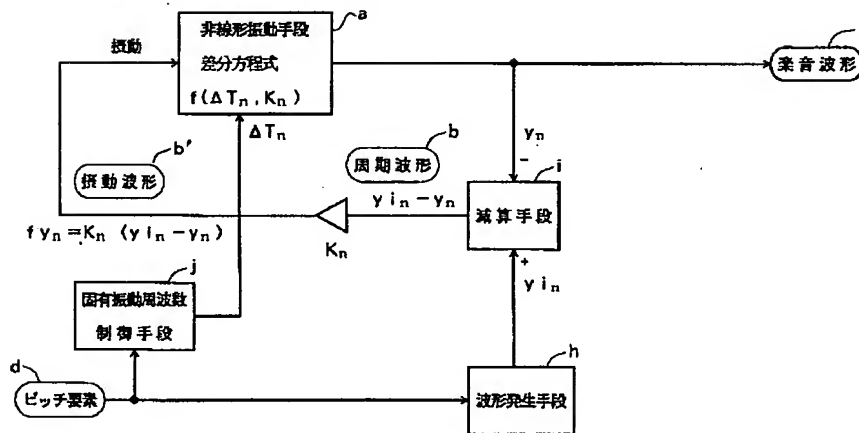 a
非線形振動手段
差分方程式
f(ΔTn, Kn)
摂動
楽音波形
ΔTn
b'
摂動波形
b
周期波形
yn
−
i
減算手段
yin−yn
Kn
fyn=Kn (yin−yn)
+
yin
j
固有振動周波数
制御手段
d
ピッチ要素
h
波形発生手段